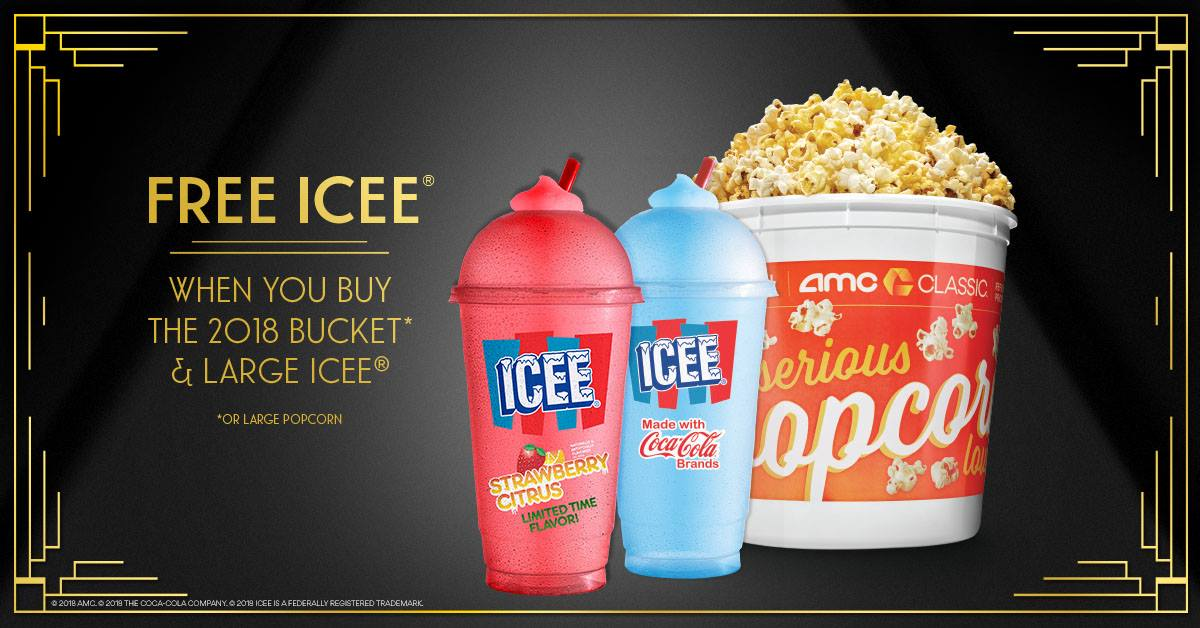 FREE ICEE®
WHEN YOU BUY
THE 2018 BUCKET*
& LARGE ICEE®
*OR LARGE POPCORN
ICEE®
STRAWBERRY
CITRUS
LIMITED TIME
FLAVOR!
ICEE®
Made with
Coca-Cola
Brands
amc CLASSIC
serious
popcorn
© 2018 AMC. © 2018 THE COCA-COLA COMPANY. © 2018 ICEE IS A FEDERALLY REGISTERED TRADEMARK.